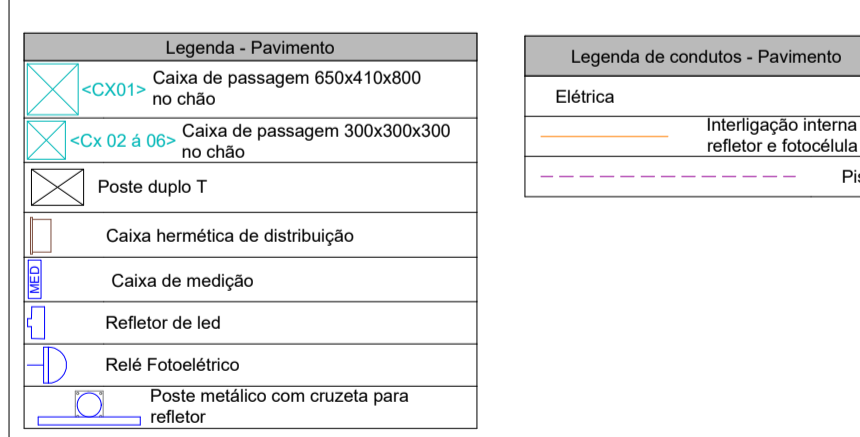 Legenda - Pavimento
<CX01> Caixa de passagem 650x410x800
no chão
<Cx 02 á 06> Caixa de passagem 300x300x300
no chão
Poste duplo T
Caixa hermética de distribuição
MED Caixa de medição
Refletor de led
Relé Fotoelétrico
Poste metálico com cruzeta para
refletor
Legenda de condutos - Pavimento
Elétrica
Interligação interna
refletor e fotocélula